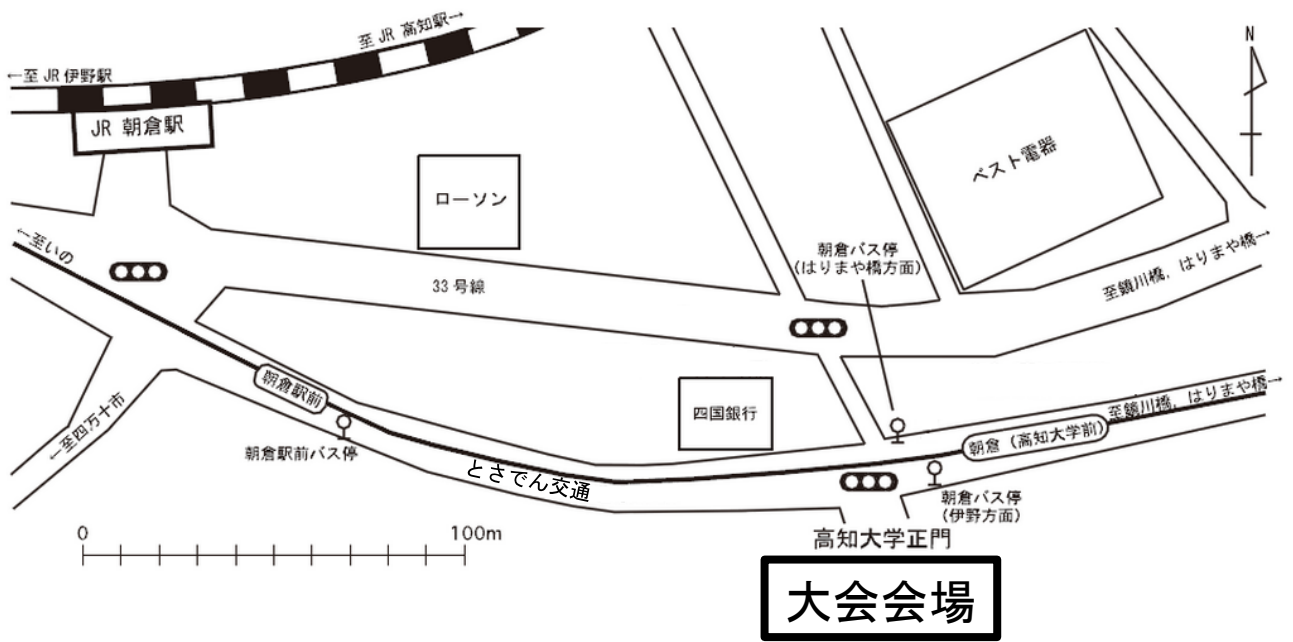 至 JR 高知駅→
N
←至 JR 伊野駅
JR 朝倉駅
ベスト電器
ローソン
←至いの
朝倉バス停
(はりまや橋方面)
33 号線
至鏡川橋，はりまや橋→
朝倉駅前
四国銀行
至鏡川橋，はりまや橋→
←至四万十市
朝倉駅前バス停
朝倉（高知大学前）
とさでん交通
朝倉バス停
(伊野方面)
0
100m
高知大学正門
大会会場